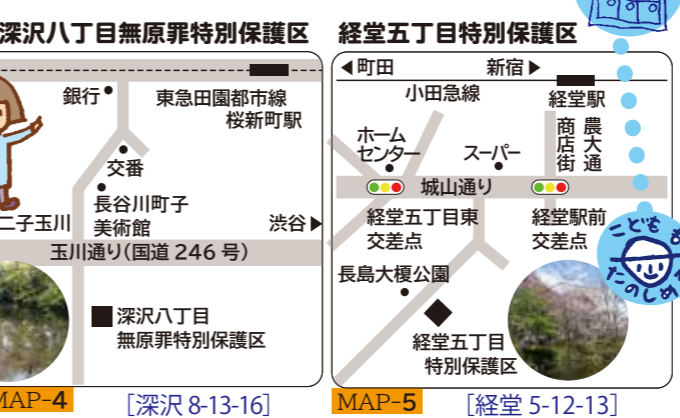 深沢八丁目無原罪特別保護区
銀行
東急田園都市線
桜新町駅
交番
長谷川町子
美術館
二子玉川
渋谷▶
玉川通り(国道246号)
深沢八丁目
無原罪特別保護区
MAP-4
[深沢 8-13-16]
経堂五丁目特別保護区
◀町田
新宿▶
小田急線
経堂駅
農大通
商店街
ホーム
センター
スーパー
城山通り
経堂五丁目東
交差点
経堂駅前
交差点
長島大榎公園
経堂五丁目
特別保護区
MAP-5
[経堂 5-12-13]
こどもも
たのしめ